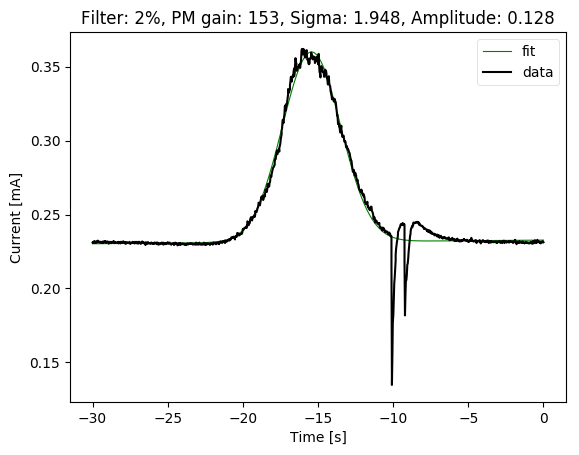 Filter: 2%, PM gain: 153, Sigma: 1.948, Amplitude: 0.128
fit
data
0.35
0.30
0.25
0.20
0.15
Current [mA]
−30
−25
−20
−15
−10
−5
0
Time [s]